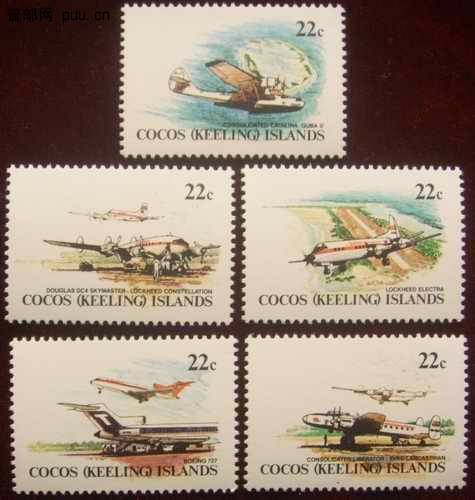 藏邮网 puu.cn
22c
CONSOLIDATED CATALINA 'GUBA II'
COCOS (KEELING) ISLANDS
22c
DOUGLAS DC4 SKYMASTER - LOCKHEED CONSTELLATION
COCOS (KEELING) ISLANDS
22c
LOCKHEED ELECTRA
COCOS (KEELING) ISLANDS
22c
BOEING 727
COCOS (KEELING) ISLANDS
22c
CONSOLIDATED LIBERATOR - AVRO LANCASTRIAN
COCOS (KEELING) ISLANDS